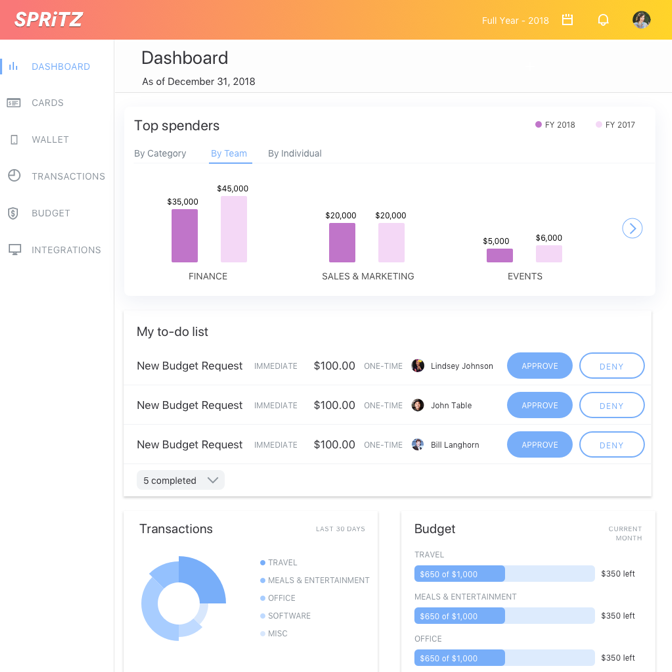 SPRiTZ
Full Year - 2018
DASHBOARD
CARDS
WALLET
TRANSACTIONS
BUDGET
INTEGRATIONS
Dashboard
As of December 31, 2018
Top spenders
FY 2018 FY 2017
By Category By Team By Individual
$35,000 $45,000 $20,000 $20,000 $5,000 $6,000
FINANCE SALES & MARKETING EVENTS
My to-do list
New Budget Request IMMEDIATE $100.00 ONE-TIME Lindsey Johnson APPROVE DENY
New Budget Request IMMEDIATE $100.00 ONE-TIME John Table APPROVE DENY
New Budget Request IMMEDIATE $100.00 ONE-TIME Bill Langhorn APPROVE DENY
5 completed
Transactions LAST 30 DAYS
TRAVEL
MEALS & ENTERTAINMENT
OFFICE
SOFTWARE
MISC
Budget CURRENT
MONTH
TRAVEL
$650 of $1,000 $350 left
MEALS & ENTERTAINMENT
$650 of $1,000 $350 left
OFFICE
$650 of $1,000 $350 left